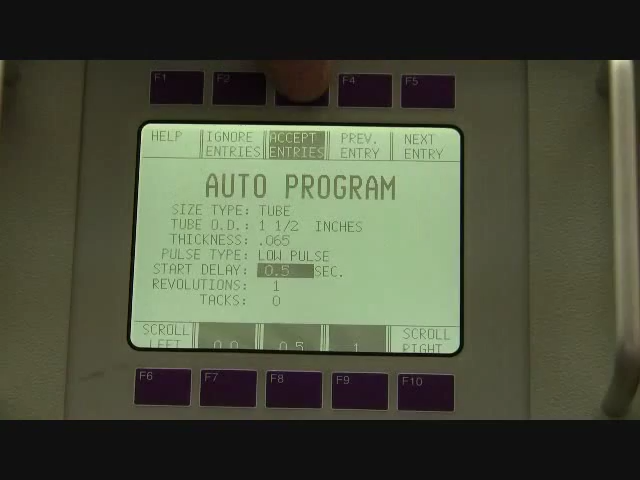 F1 F2 F4 F5
HELP IGNORE ENTRIES ACCEPT ENTRIES PREV. ENTRY NEXT ENTRY
AUTO PROGRAM
SIZE TYPE: TUBE
TUBE O.D.: 1 1/2 INCHES
THICKNESS: .065
PULSE TYPE: LOW PULSE
START DELAY: 0.5 SEC.
REVOLUTIONS: 1
TACKS: 0
SCROLL LEFT 0.0 0.5 1 SCROLL RIGHT
F6 F7 F8 F9 F10